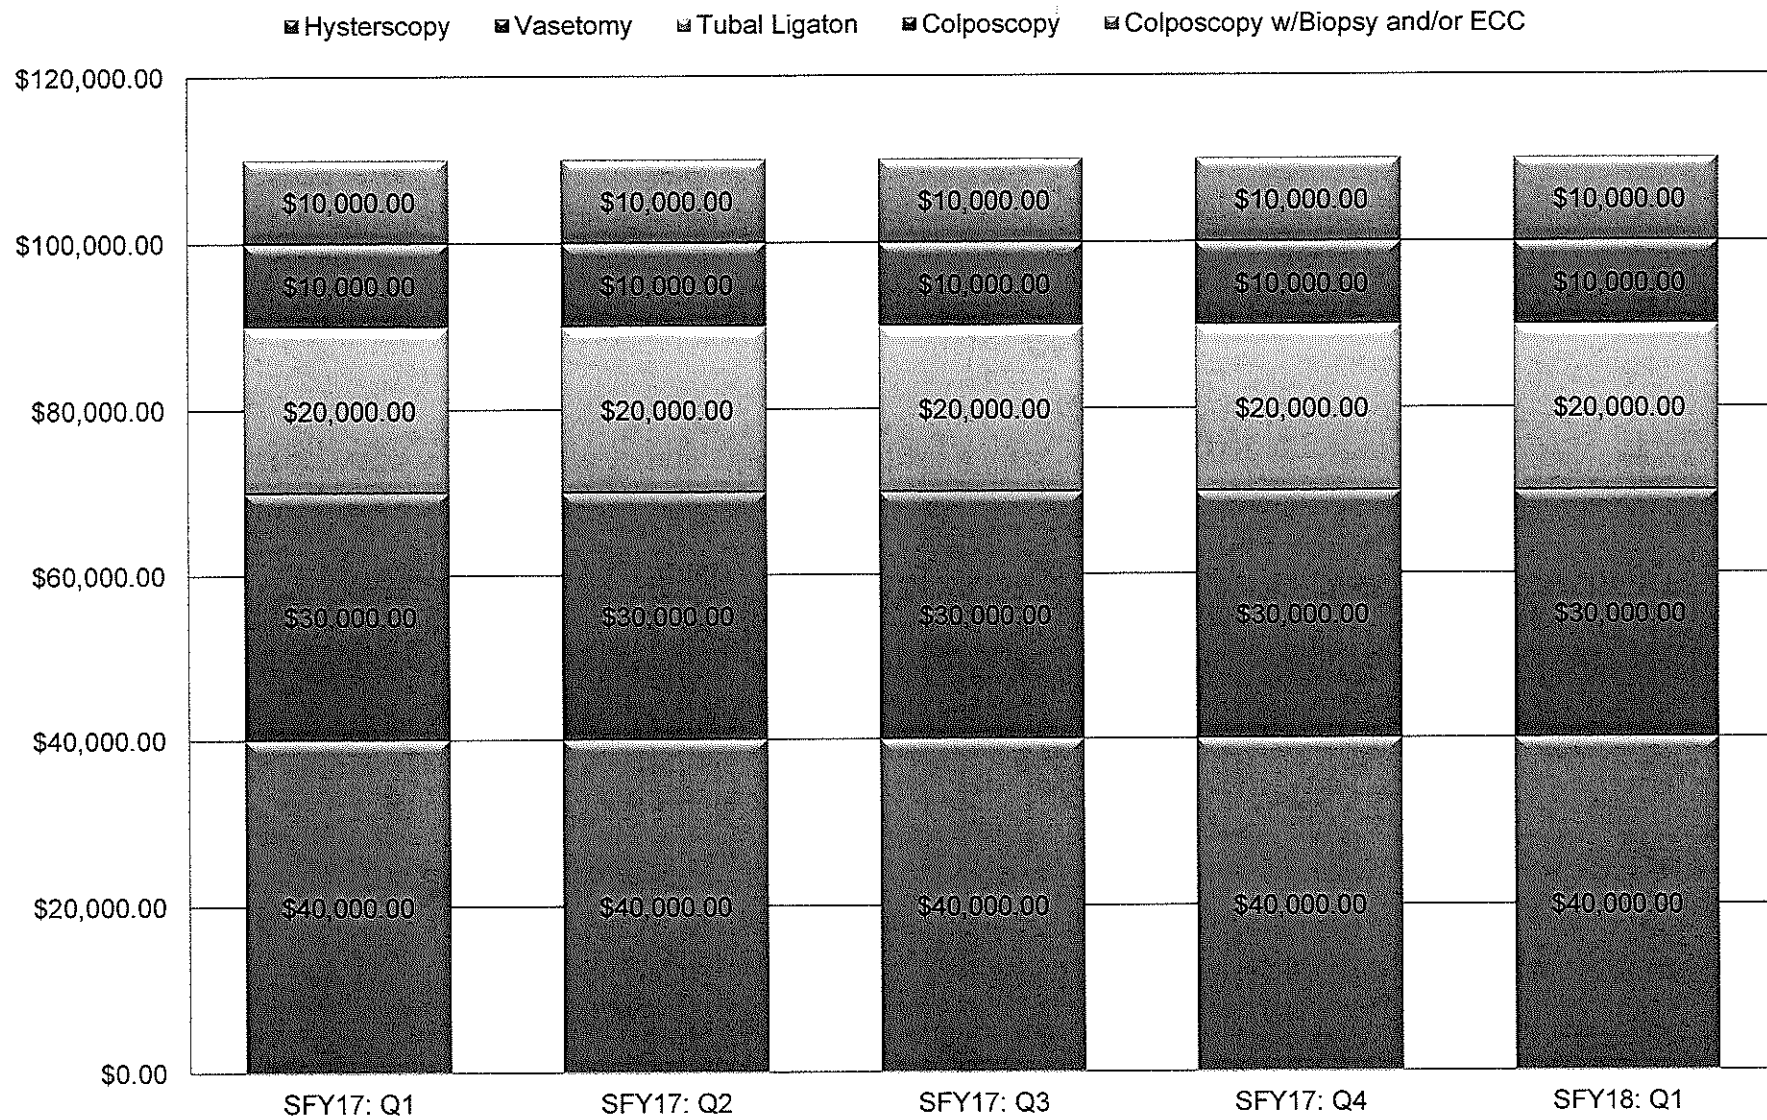 Hysterscopy Vasetomy Tubal Ligaton Colposcopy Colposcopy w/Biopsy and/or ECC
$120,000.00
$10,000.00 $10,000.00 $10,000.00 $10,000.00 $10,000.00
$100,000.00
$10,000.00 $10,000.00 $10,000.00 $10,000.00 $10,000.00
$80,000.00 $20,000.00 $20,000.00 $20,000.00 $20,000.00 $20,000.00
$60,000.00
$30,000.00 $30,000.00 $30,000.00 $30,000.00 $30,000.00
$40,000.00
$20,000.00 $40,000.00 $40,000.00 $40,000.00 $40,000.00 $40,000.00
$0.00
SFY17: Q1 SFY17: Q2 SFY17: Q3 SFY17: Q4 SFY18: Q1